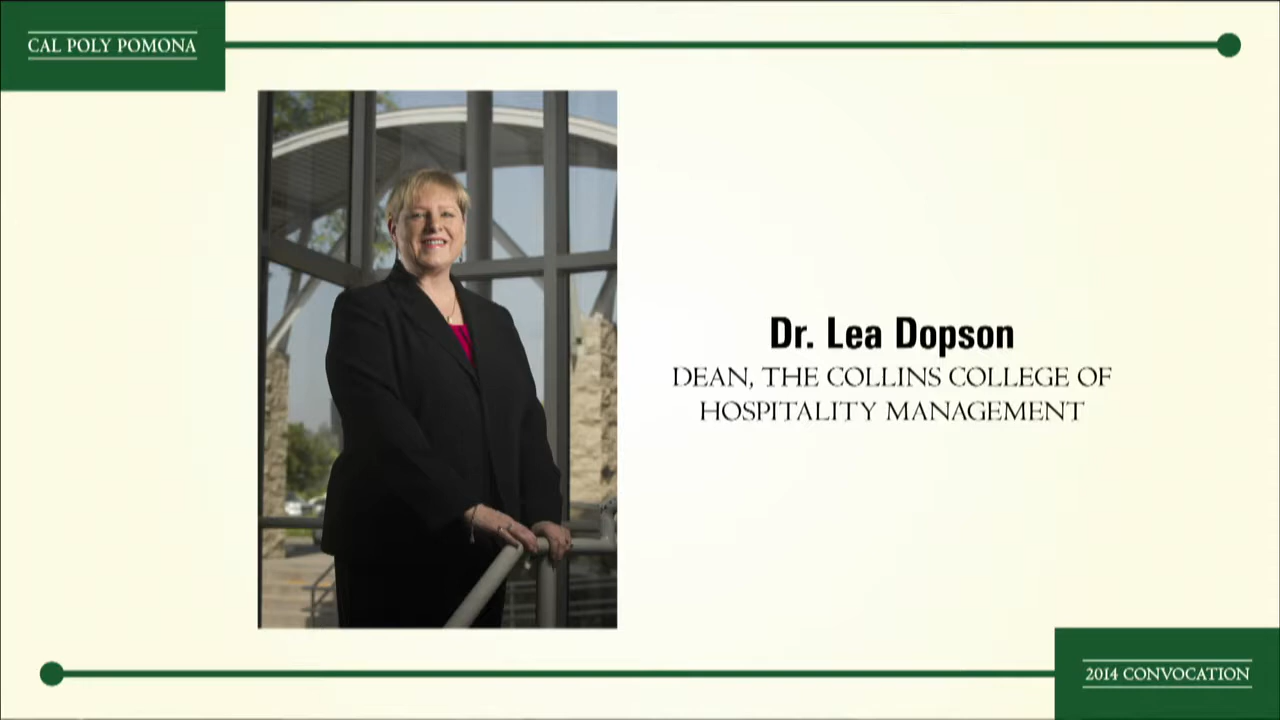 CAL POLY POMONA
Dr. Lea Dopson
DEAN, THE COLLINS COLLEGE OF
HOSPITALITY MANAGEMENT
2014 CONVOCATION